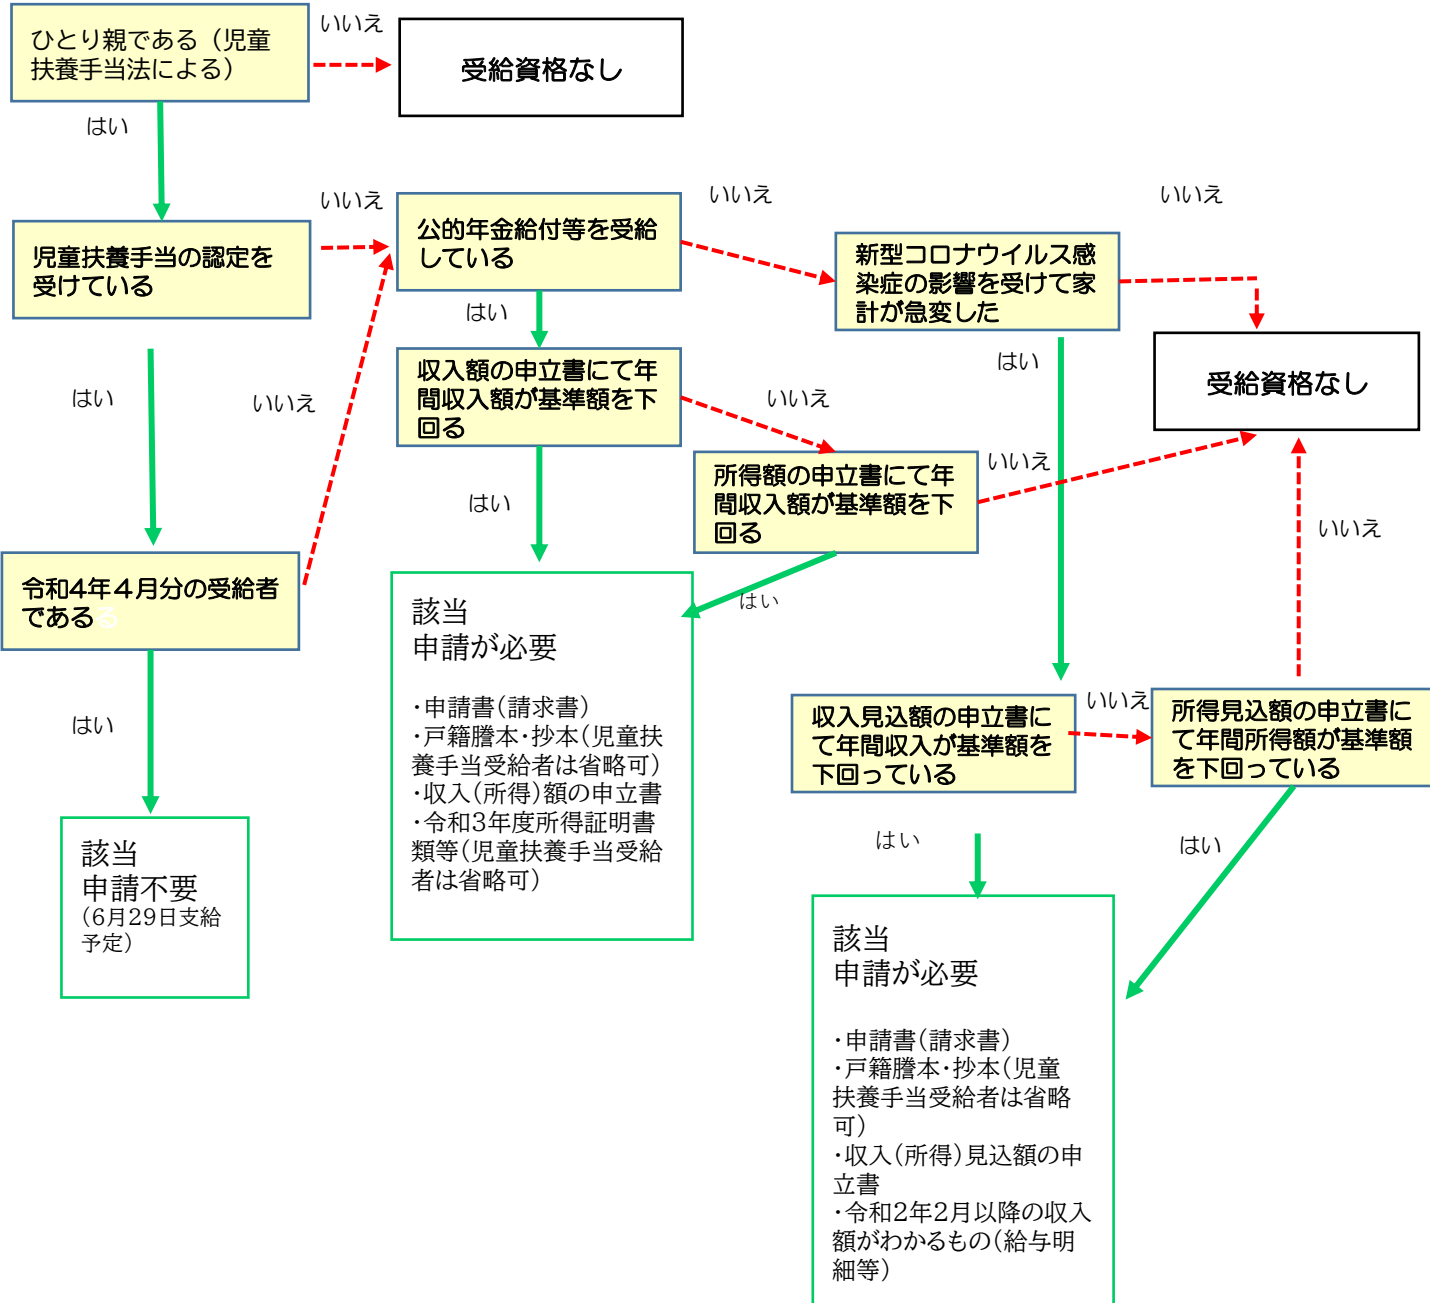 ひとり親である（児童
扶養手当法による）
いいえ
受給資格なし
はい
児童扶養手当の認定を
受けている
いいえ
公的年金給付等を受給
している
いいえ
新型コロナウイルス感
染症の影響を受けて家
計が急変した
いいえ
受給資格なし
はい
収入額の申立書にて年
間収入額が基準額を下
回る
いいえ
はい
はい
いいえ
所得額の申立書にて年
間収入額が基準額を下
回る
いいえ
はい
はい
いいえ
令和4年４月分の受給者
であるる
はい
該当
申請不要
（6月29日支給
予定）
該当
申請が必要
・申請書（請求書）
・戸籍謄本・抄本（児童扶
養手当受給者は省略可）
・収入（所得）額の申立書
・令和3年度所得証明書
類等（児童扶養手当受給
者は省略可）
収入見込額の申立書に
て年間収入が基準額を
下回っている
いいえ
所得見込額の申立書に
て年間所得額が基準額
を下回っている
はい
はい
該当
申請が必要
・申請書（請求書）
・戸籍謄本・抄本（児童
扶養手当受給者は省略
可）
・収入（所得）見込額の申
立書
・令和2年2月以降の収入
額がわかるもの（給与明
細等）